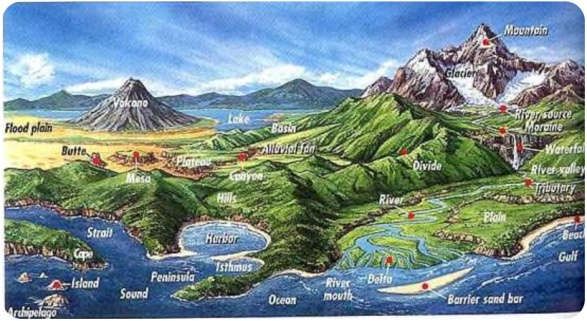 Mountain
Glacier
Volcano
River source
Lake
Moraine
Flood plain
Basin
Waterfall
Butte
Alluvial fan
Mesa
Plateau
Divide
River valley
Canyon
Tributary
Hills
River
Plain
Strait
Harbor
Beach
Cape
Isthmus
Gulf
Peninsula
Delta
Island
River
mouth
Sound
Ocean
Barrier sand bar
Archipelago